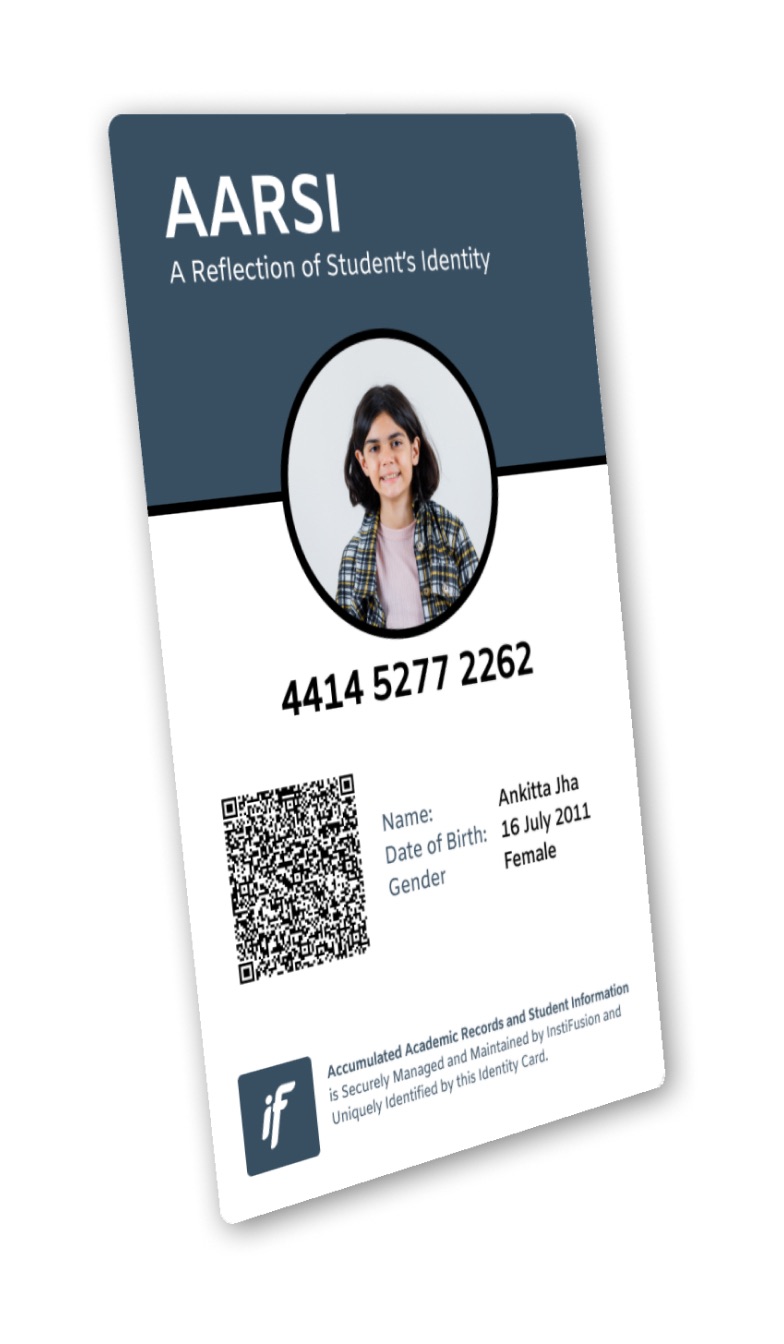 AARSI
A Reflection of Student's Identity
4414 5277 2262
Name: Ankitta Jha
Date of Birth: 16 July 2011
Gender Female
Accumulated Academic Records and Student Information
is Securely Managed and Maintained by InstiFusion and
Uniquely Identified by this Identity Card.
if